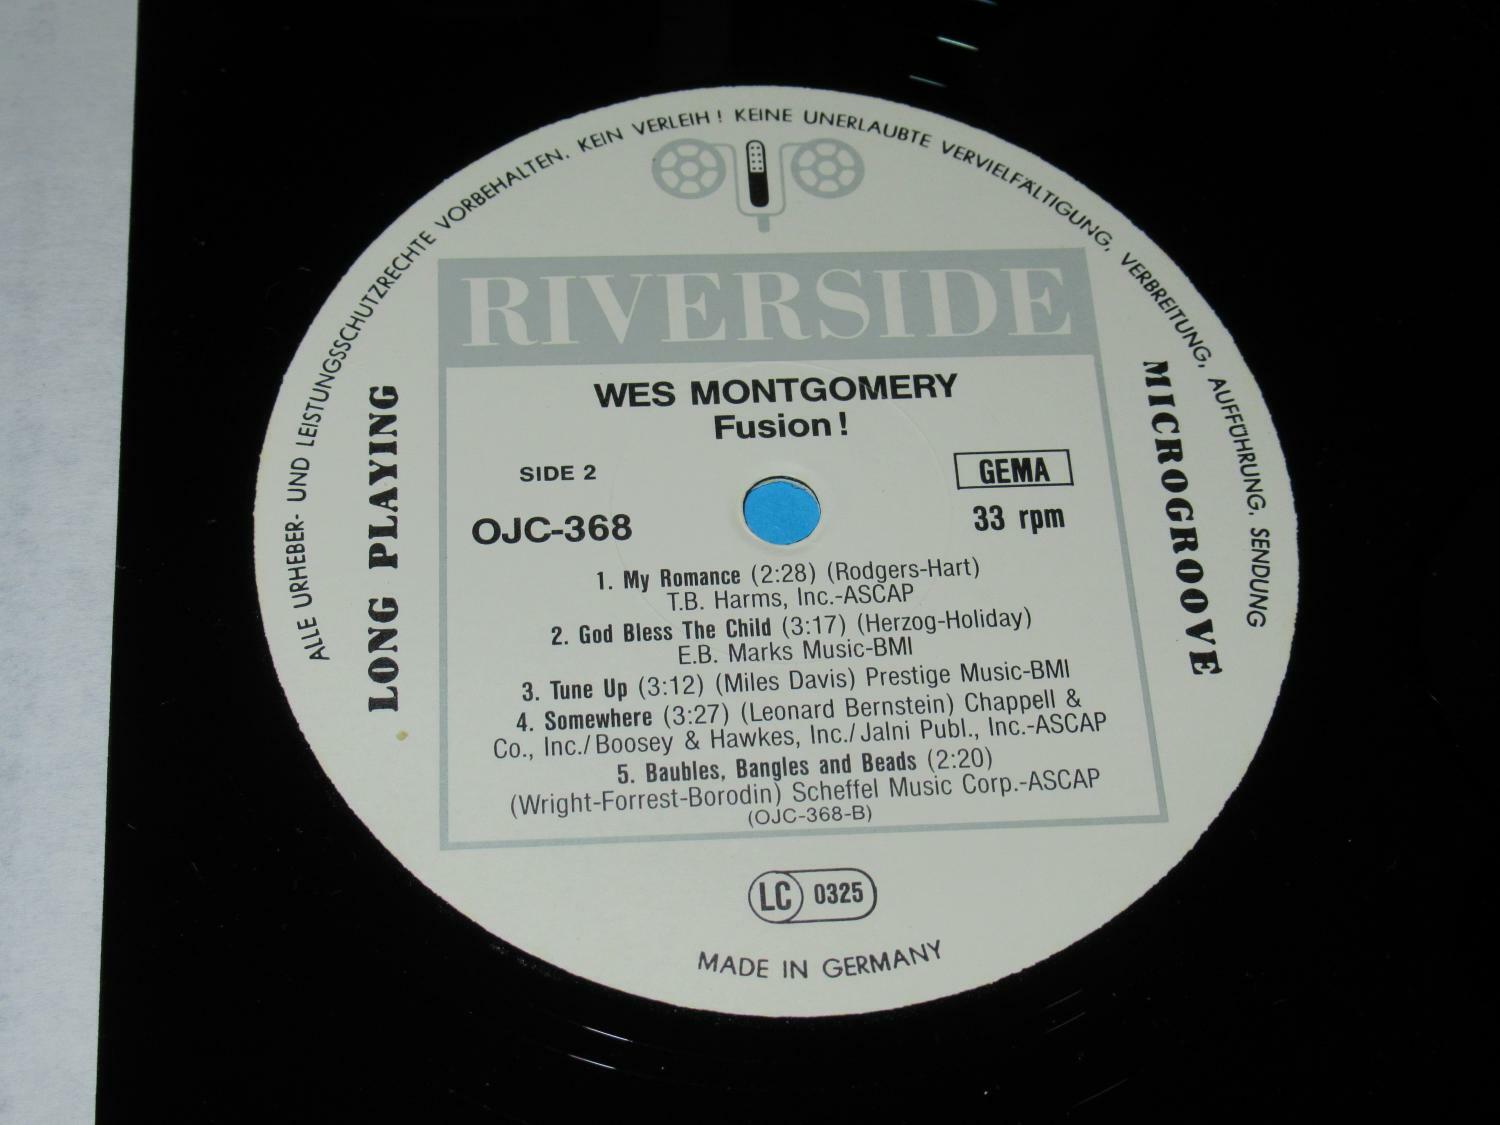 ALLE URHEBER- UND LEISTUNGSSCHUTZRECHTE VORBEHALTEN. KEIN VERLEIH! KEINE UNERLAUBTE VERVIELFÄLTIGUNG, VERBREITUNG, AUFFÜHRUNG, SENDUNG
RIVERSIDE
LONG PLAYING
MICROGROOVE
WES MONTGOMERY
Fusion!
SIDE 2
GEMA
OJC-368
33 rpm
1. My Romance (2:28) (Rodgers-Hart)
T.B. Harms, Inc.-ASCAP
2. God Bless The Child (3:17) (Herzog-Holiday)
E.B. Marks Music-BMI
3. Tune Up (3:12) (Miles Davis) Prestige Music-BMI
4. Somewhere (3:27) (Leonard Bernstein) Chappell &
Co., Inc./Boosey & Hawkes, Inc./Jalni Publ., Inc.-ASCAP
5. Baubles, Bangles and Beads (2:20)
(Wright-Forrest-Borodin) Scheffel Music Corp.-ASCAP
(OJC-368-B)
LC 0325
MADE IN GERMANY